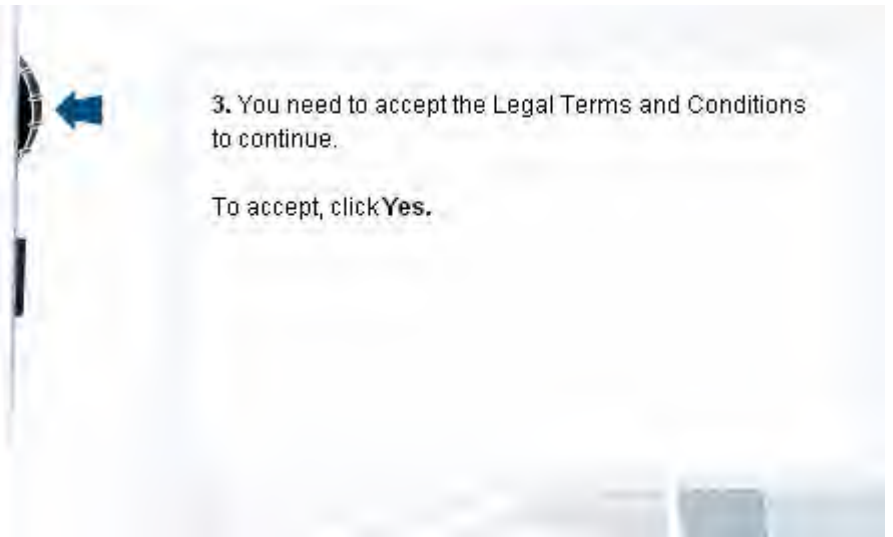 3. You need to accept the Legal Terms and Conditions
to continue.
To accept, click Yes.